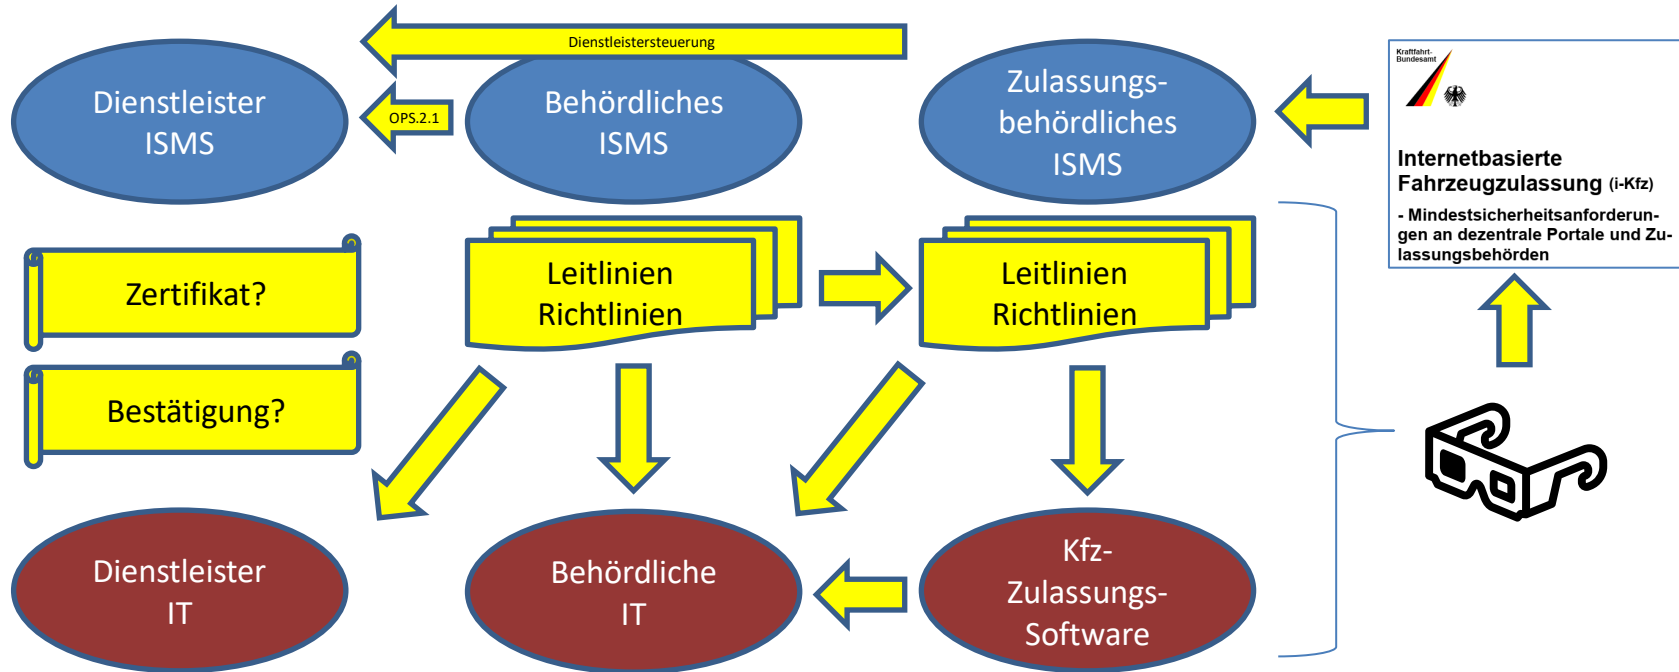 Dienstleistersteuerung
Dienstleister
ISMS
OPS.2.1
Behördliches
ISMS
Zulassungs-
behördliches
ISMS
Kraftfahrt-
Bundesamt
Internetbasierte
Fahrzeugzulassung (i-Kfz)
- Mindestsicherheitsanforderun-
gen an dezentrale Portale und Zu-
lassungsbehörden
Zertifikat?
Bestätigung?
Leitlinien
Richtlinien
Leitlinien
Richtlinien
Dienstleister
IT
Behördliche
IT
Kfz-
Zulassungs-
Software